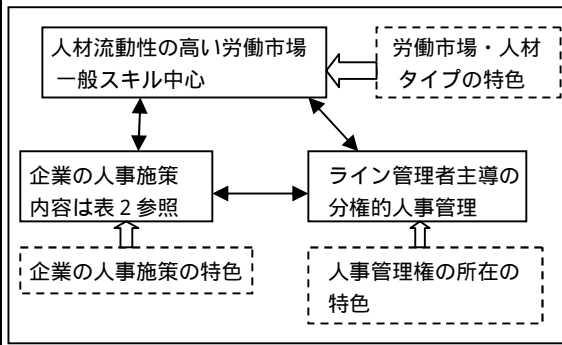 人材流動性の高い労働市場
一般スキル中心
労働市場・人材
タイプの特色
企業の人事施策
内容は表２参照
ライン管理者主導の
分権的人事管理
企業の人事施策の特色
人事管理権の所在の
特色